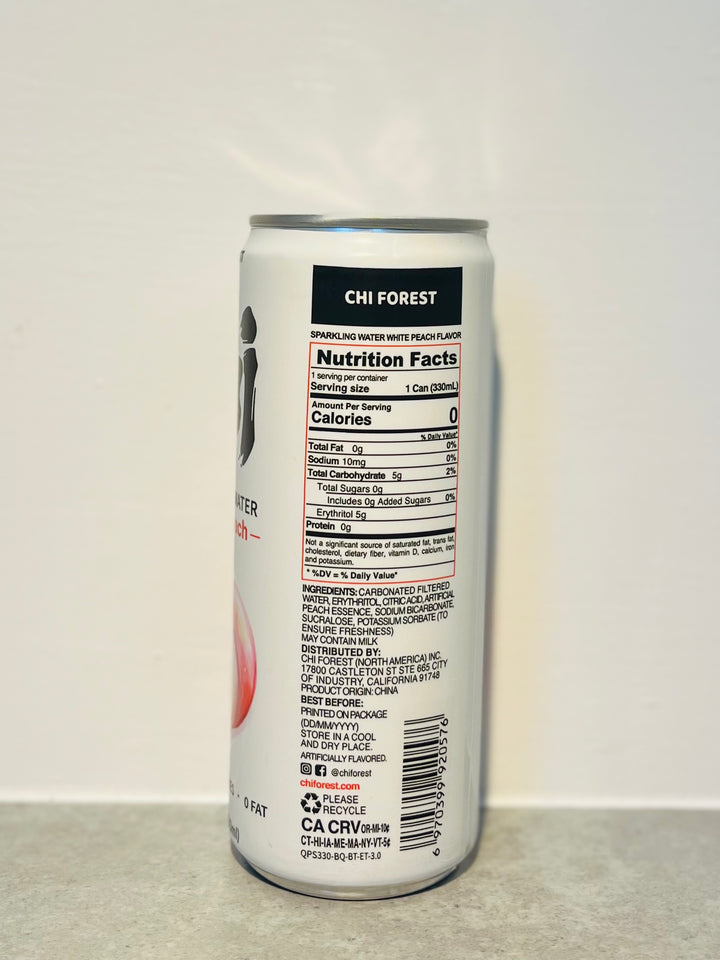 CHI FOREST
SPARKLING WATER WHITE PEACH FLAVOR
Nutrition Facts
1 serving per container
Serving size 1 Can (330mL)
Amount Per Serving
Calories 0
% Daily Value*
Total Fat 0g 0%
Sodium 10mg 0%
Total Carbohydrate 5g 2%
Total Sugars 0g
Includes 0g Added Sugars 0%
Erythritol 5g
Protein 0g
Not a significant source of saturated fat, trans fat,
cholesterol, dietary fiber, vitamin D, calcium, iron
and potassium.
* %DV = % Daily Value*
INGREDIENTS: CARBONATED FILTERED
WATER, ERYTHRITOL, CITRIC ACID, ARTIFICIAL
PEACH ESSENCE, SODIUM BICARBONATE,
SUCRALOSE, POTASSIUM SORBATE (TO
ENSURE FRESHNESS)
MAY CONTAIN MILK
DISTRIBUTED BY:
CHI FOREST (NORTH AMERICA) INC.
17800 CASTLETON ST STE 665 CITY
OF INDUSTRY, CALIFORNIA 91748
PRODUCT ORIGIN: CHINA
BEST BEFORE:
PRINTED ON PACKAGE
(DD/MM/YYYY)
STORE IN A COOL
AND DRY PLACE.
ARTIFICIALLY FLAVORED.
@chiforest
chiforest.com
PLEASE
RECYCLE
CA CRV OR-MI-10¢
CT-HI-IA-ME-MA-NY-VT-5¢
QPS330-BQ-BT-ET-3.0
6 970399 920576
i
ATER
ch
0 FAT
ml)